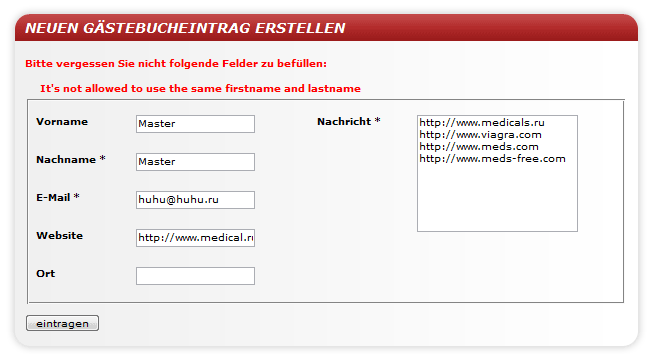 NEUEN GÄSTEBUCHEINTRAG ERSTELLEN
Bitte vergessen Sie nicht folgende Felder zu befüllen:
It's not allowed to use the same firstname and lastname
Vorname
Master
Nachname *
Master
E-Mail *
huhu@huhu.ru
Website
http://www.medical.r
Ort
Nachricht *
http://www.medicals.ru
http://www.viagra.com
http://www.meds.com
http://www.meds-free.com
eintragen